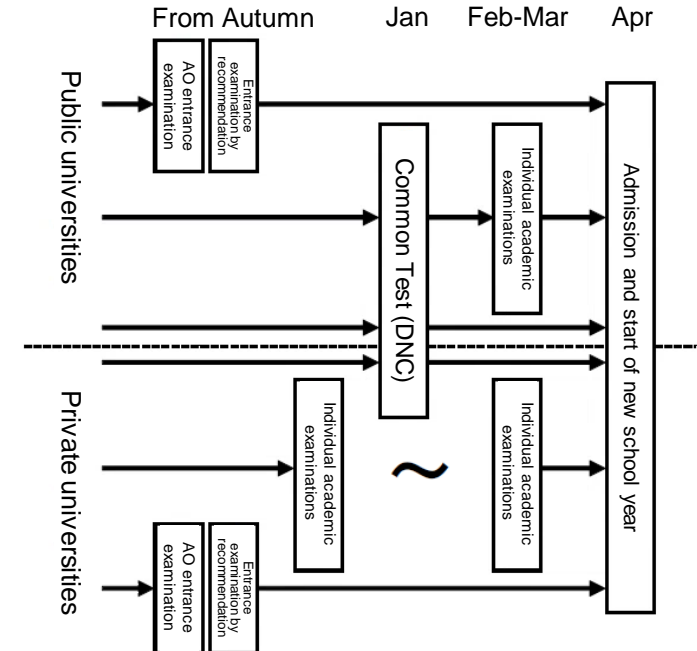 From Autumn
Jan
Feb-Mar
Apr
Public universities
AO entrance
examination
Entrance
examination by
recommendation
Common Test (DNC)
Individual academic
examinations
Admission and start of new school year
Private universities
Individual academic
examinations
~
Individual academic
examinations
AO entrance
examination
Entrance
examination by
recommendation